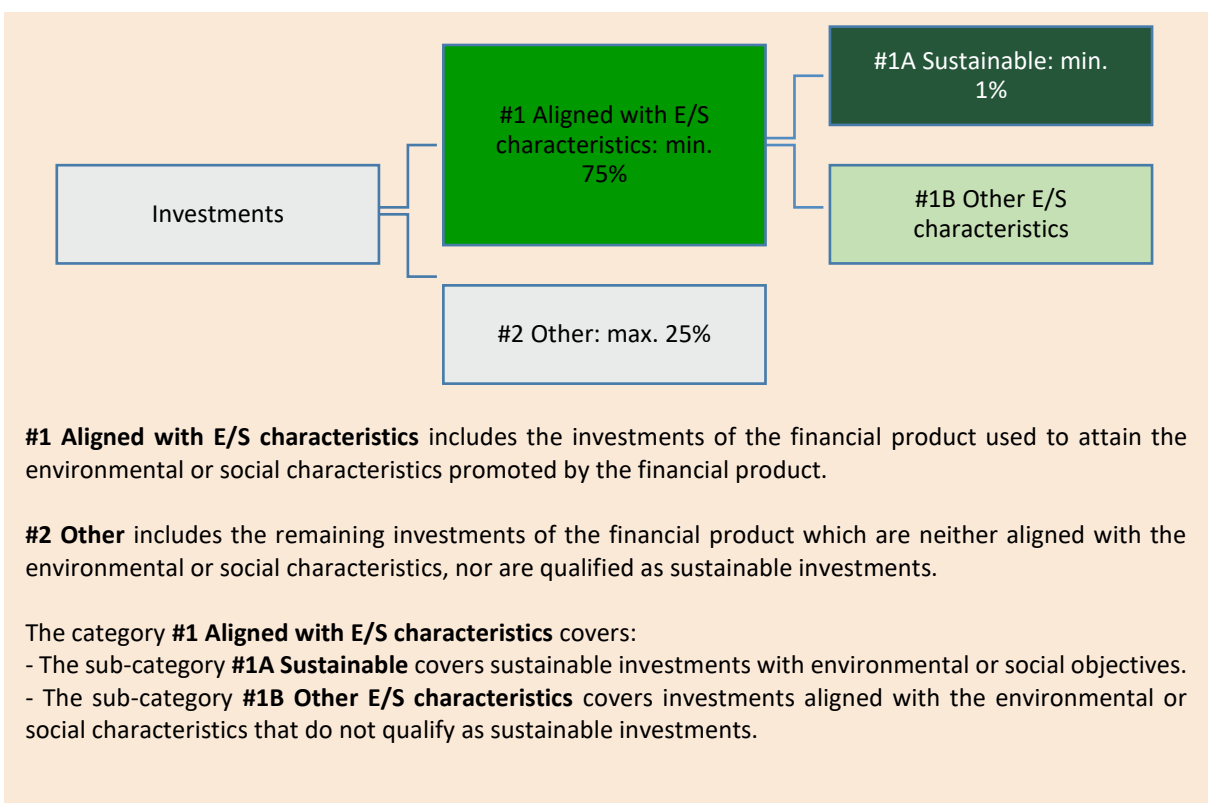 #1A Sustainable: min.
1%
#1 Aligned with E/S
characteristics: min.
75%
Investments
#1B Other E/S
characteristics
#2 Other: max. 25%
#1 Aligned with E/S characteristics includes the investments of the financial product used to attain the
environmental or social characteristics promoted by the financial product.
#2 Other includes the remaining investments of the financial product which are neither aligned with the
environmental or social characteristics, nor are qualified as sustainable investments.
The category #1 Aligned with E/S characteristics covers:
- The sub-category #1A Sustainable covers sustainable investments with environmental or social objectives.
- The sub-category #1B Other E/S characteristics covers investments aligned with the environmental or
social characteristics that do not qualify as sustainable investments.